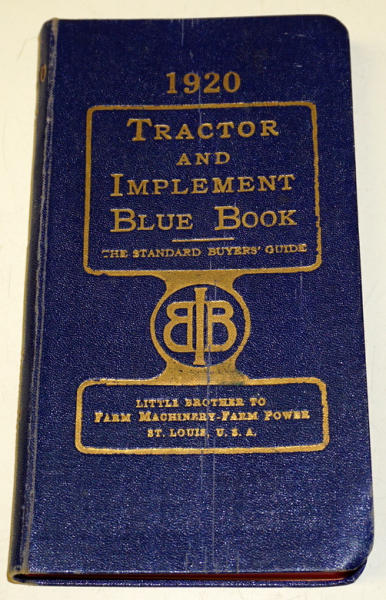 1920
TRACTOR
AND
IMPLEMENT
BLUE BOOK
THE STANDARD BUYERS' GUIDE
BIB
LITTLE BROTHER TO
FARM MACHINERY-FARM POWER
ST. LOUIS, U. S. A.